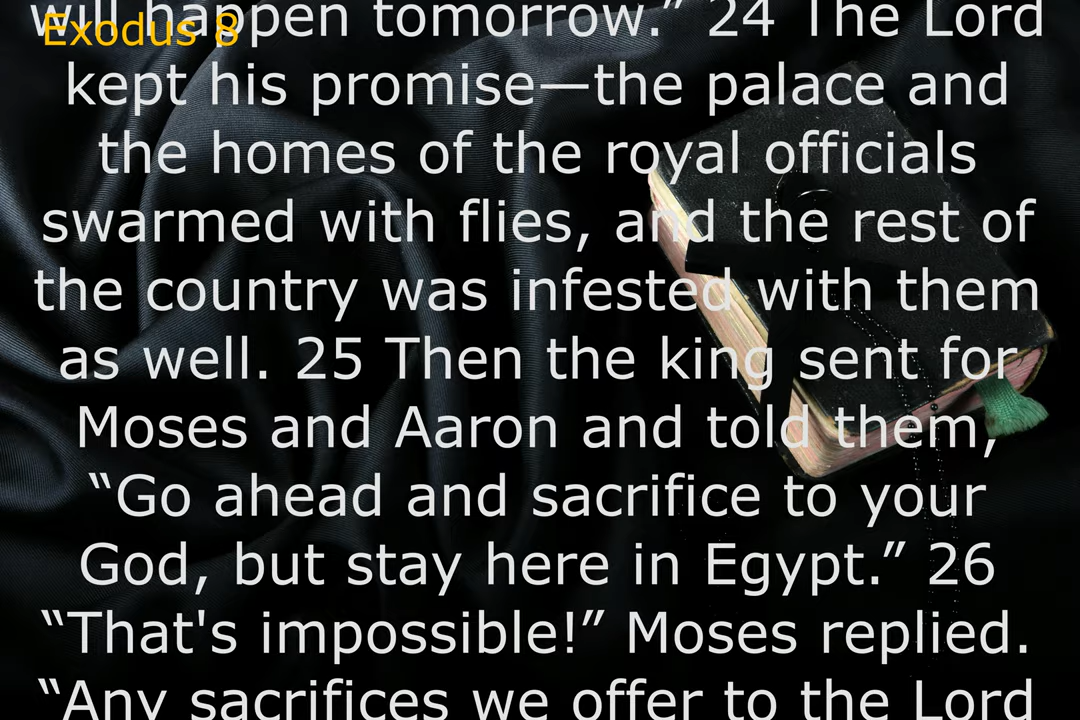 will happen tomorrow.” 24 The Lord
Exodus 8
kept his promise—the palace and
the homes of the royal officials
swarmed with flies, and the rest of
the country was infested with them
as well. 25 Then the king sent for
Moses and Aaron and told them,
“Go ahead and sacrifice to your
God, but stay here in Egypt.” 26
“That's impossible!” Moses replied.
“Any sacrifices we offer to the Lord